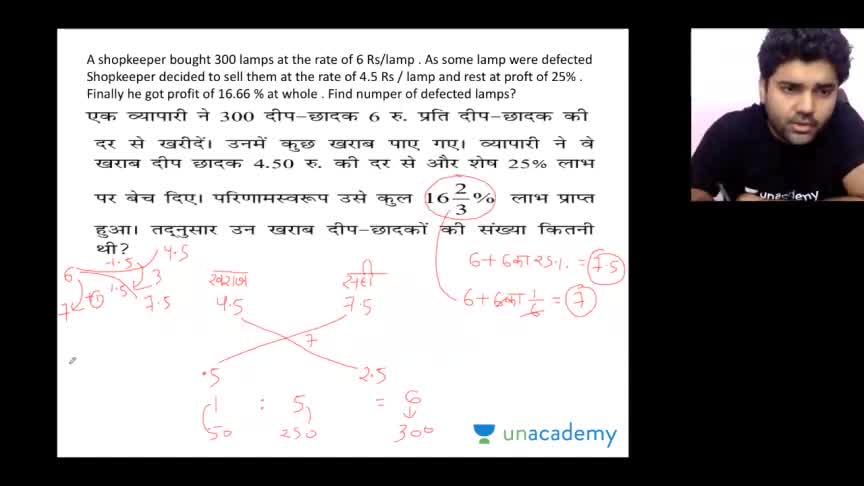 A shopkeeper bought 300 lamps at the rate of 6 Rs/lamp . As some lamp were defected
Shopkeeper decided to sell them at the rate of 4.5 Rs / lamp and rest at proft of 25% .
Finally he got profit of 16.66 % at whole . Find numper of defected lamps?
एक व्यापारी ने 300 दीप-छादक 6 रु. प्रति दीप-छादक की
दर से खरीदें। उनमें कुछ खराब पाए गए। व्यापारी ने वे
खराब दीप छादक 4.50 रु. की दर से और शेष 25% लाभ
पर बेच दिए। परिणामस्वरूप उसे कुल 16 2/3 % लाभ प्राप्त
हुआ। तद्नुसार उन खराब दीप-छादकों की संख्या कितनी
थी?
-1.5 4.5
6 3
7 +1 1.5 7.5
खराब सही
4.5 7.5
7
.5 2.5
1 : 5 = 6
50 250 300
6 + 6 का 25.1. = 7.5
6 + 6 का 1/6 = 7
unacademy
unacademy